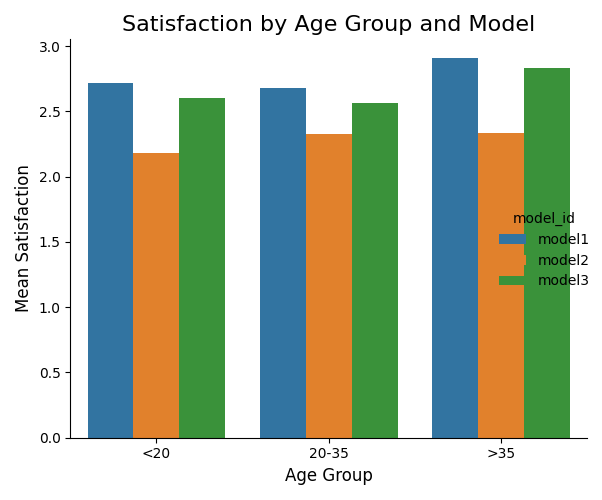 Satisfaction by Age Group and Model
Mean Satisfaction
3.0
2.5
2.0
1.5
1.0
0.5
0.0
<20
20-35
>35
Age Group
model_id
model1
model2
model3